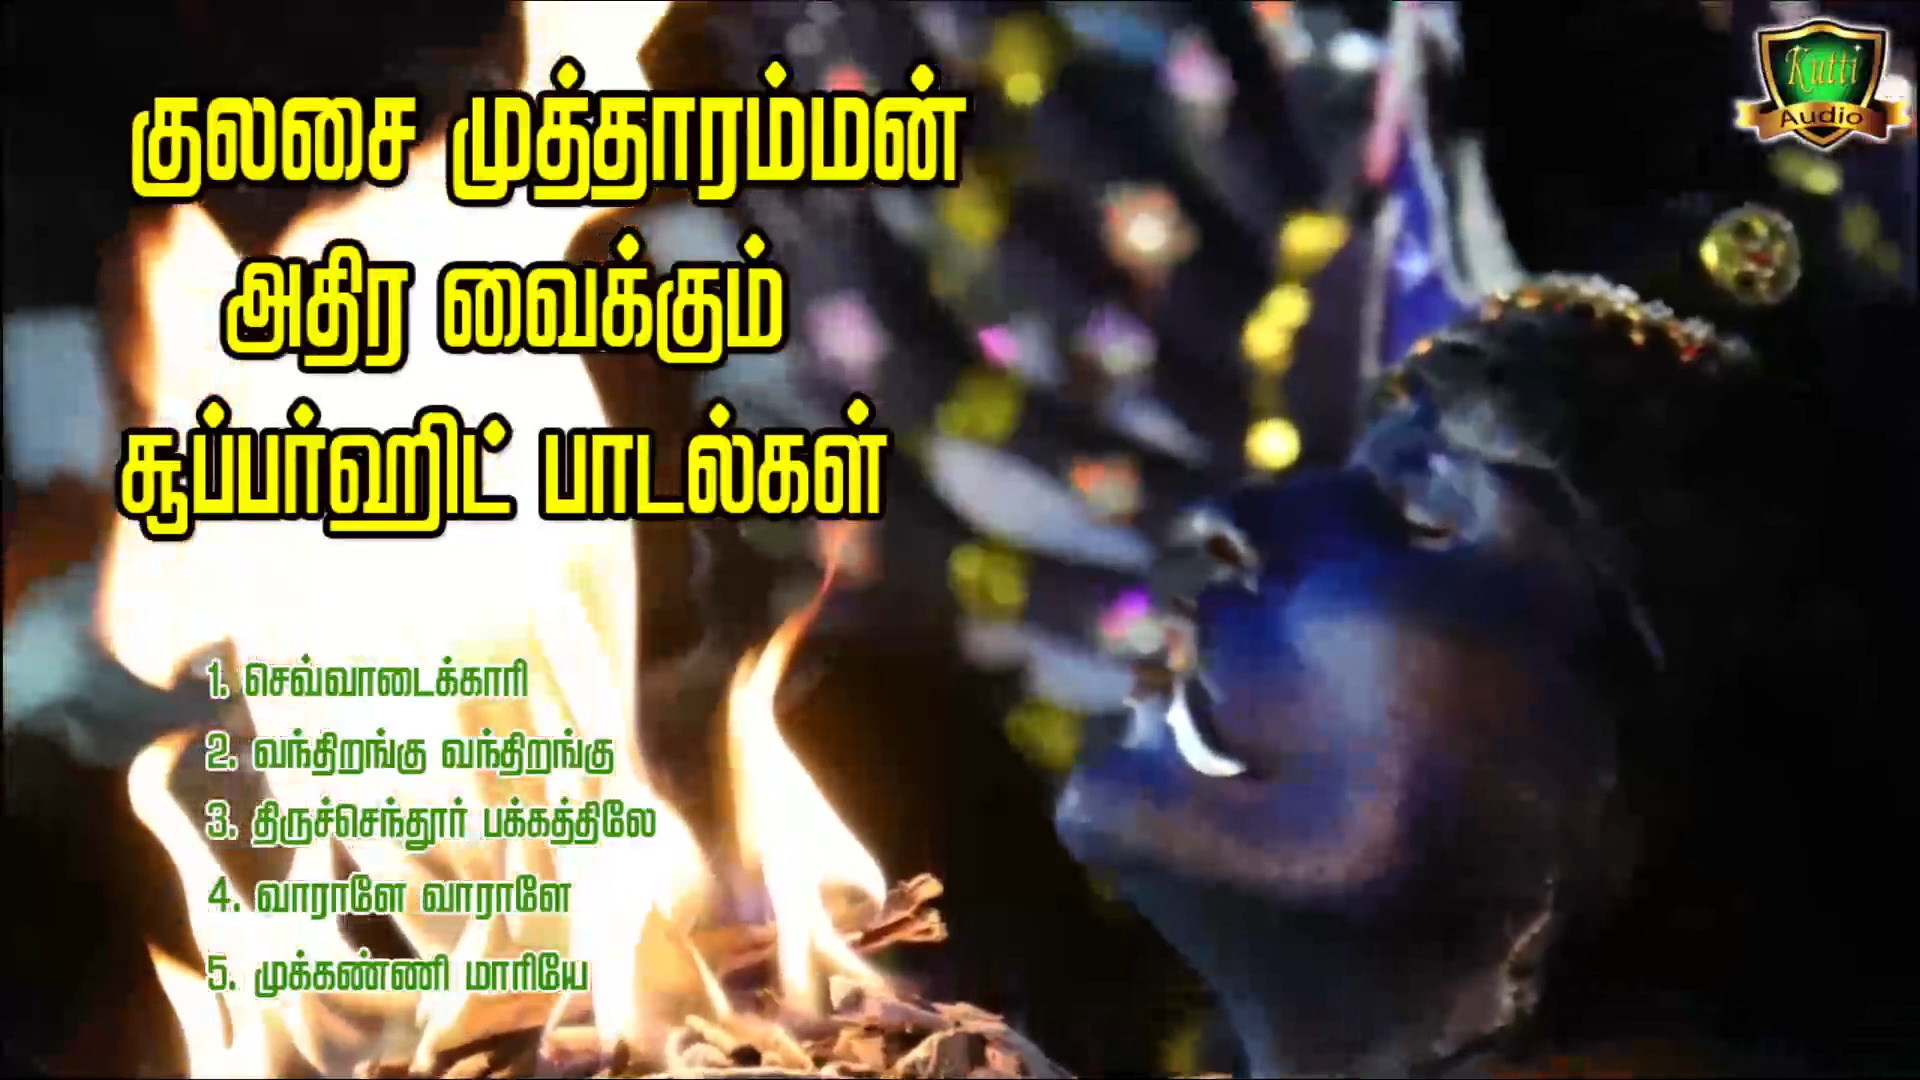 குலசை முத்தாரம்மன்
அதிர வைக்கும்
சூப்பர்ஹிட் பாடல்கள்
Kutti
Audio
1. செவ்வாடைக்காரி
2. வந்திறங்கு வந்திறங்கு
3. திருச்செந்தூர் பக்கத்திலே
4. வாராளே வாராளே
5. முக்கண்ணி மாரியே